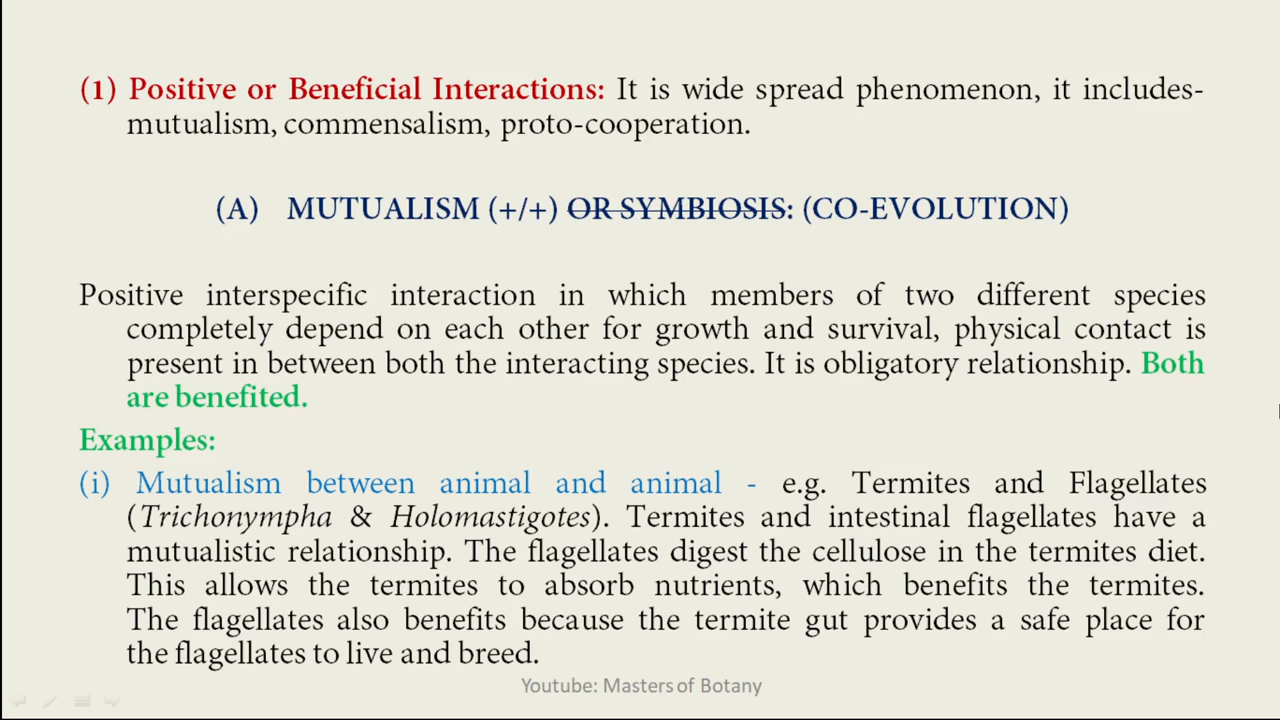 (1) Positive or Beneficial Interactions: It is wide spread phenomenon, it includes-
mutualism, commensalism, proto-cooperation.
(A) MUTUALISM (+/+) OR SYMBIOSIS: (CO-EVOLUTION)
Positive interspecific interaction in which members of two different species
completely depend on each other for growth and survival, physical contact is
present in between both the interacting species. It is obligatory relationship. Both
are benefited.
Examples:
(i) Mutualism between animal and animal - e.g. Termites and Flagellates
(Trichonympha & Holomastigotes). Termites and intestinal flagellates have a
mutualistic relationship. The flagellates digest the cellulose in the termites diet.
This allows the termites to absorb nutrients, which benefits the termites.
The flagellates also benefits because the termite gut provides a safe place for
the flagellates to live and breed.
Youtube: Masters of Botany